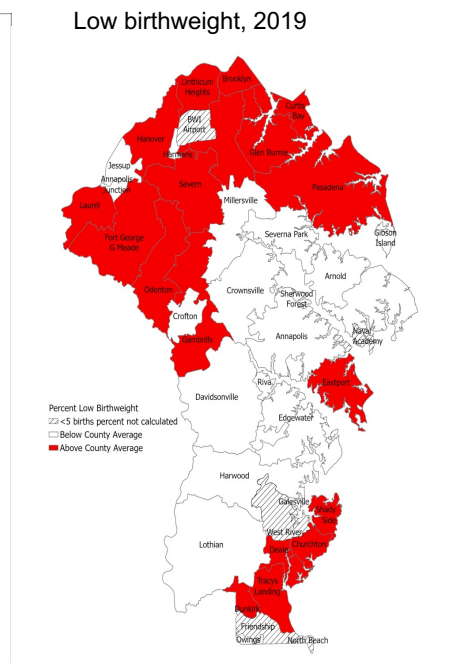 Low birthweight, 2019
Brooklyn
Linthicum
Heights
Curtis
Bay
BWI
Airport
Hanover
Harmans
Glen Burnie
Jessup
Annapolis
Junction
Severn
Pasadena
Laurel
Millersville
Gibson
Island
Severna Park
Fort George
G Meade
Arnold
Odenton
Crownsville
Sherwood
Forest
Crofton
Naval
Academy
Annapolis
Gambrills
Riva
Eastport
Davidsonville
Edgewater
Percent Low Birthweight
<5 births percent not calculated
Below County Average
Above County Average
Harwood
Galesville
Shady
Side
West River
Churchton
Lothian
Deale
Tracys
Landing
Dunkirk
Friendship
Owings
North Beach